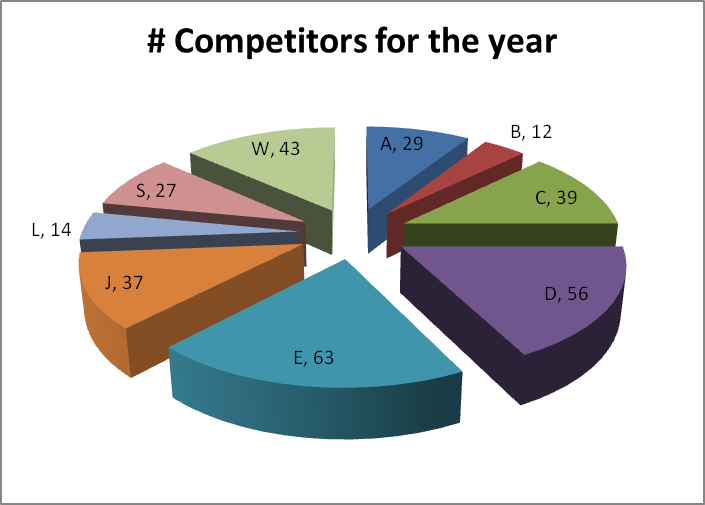 # Competitors for the year
A, 29
B, 12
C, 39
D, 56
E, 63
J, 37
L, 14
S, 27
W, 43